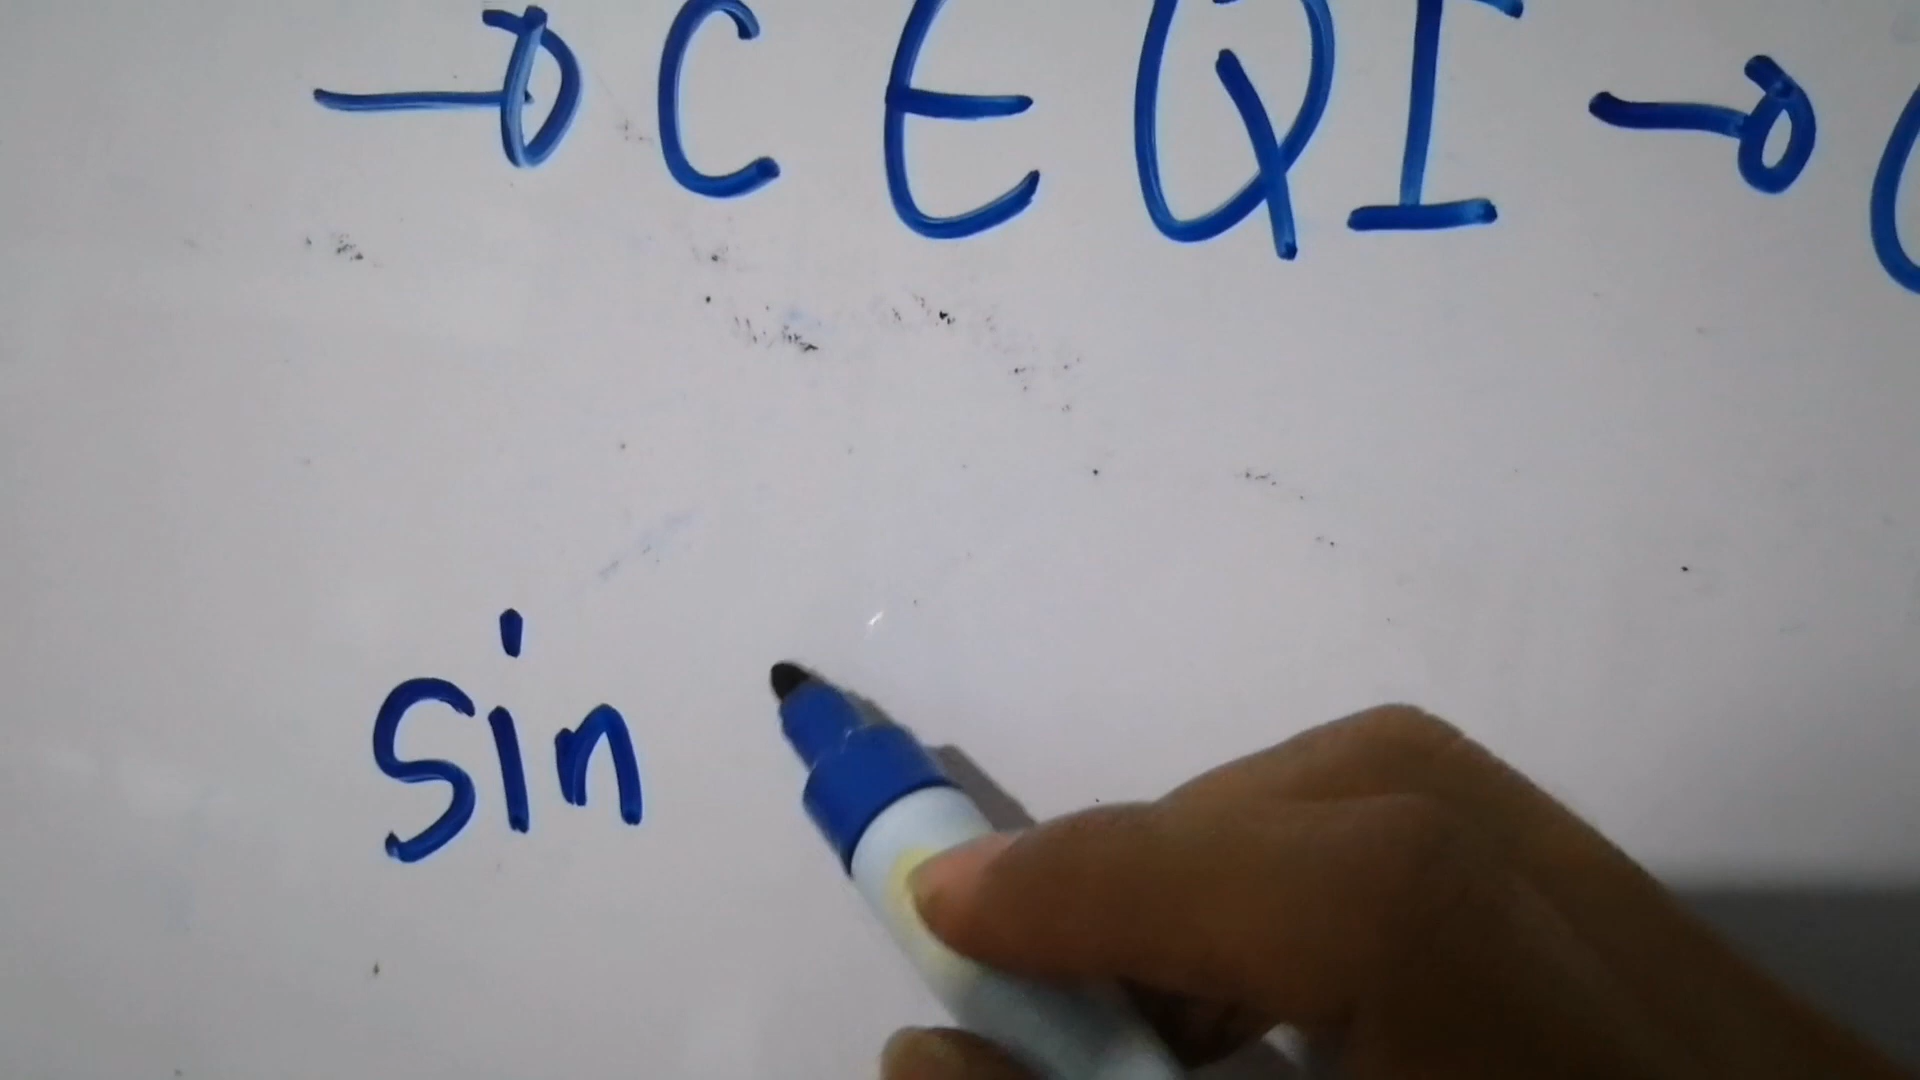 → CEQI →
sin